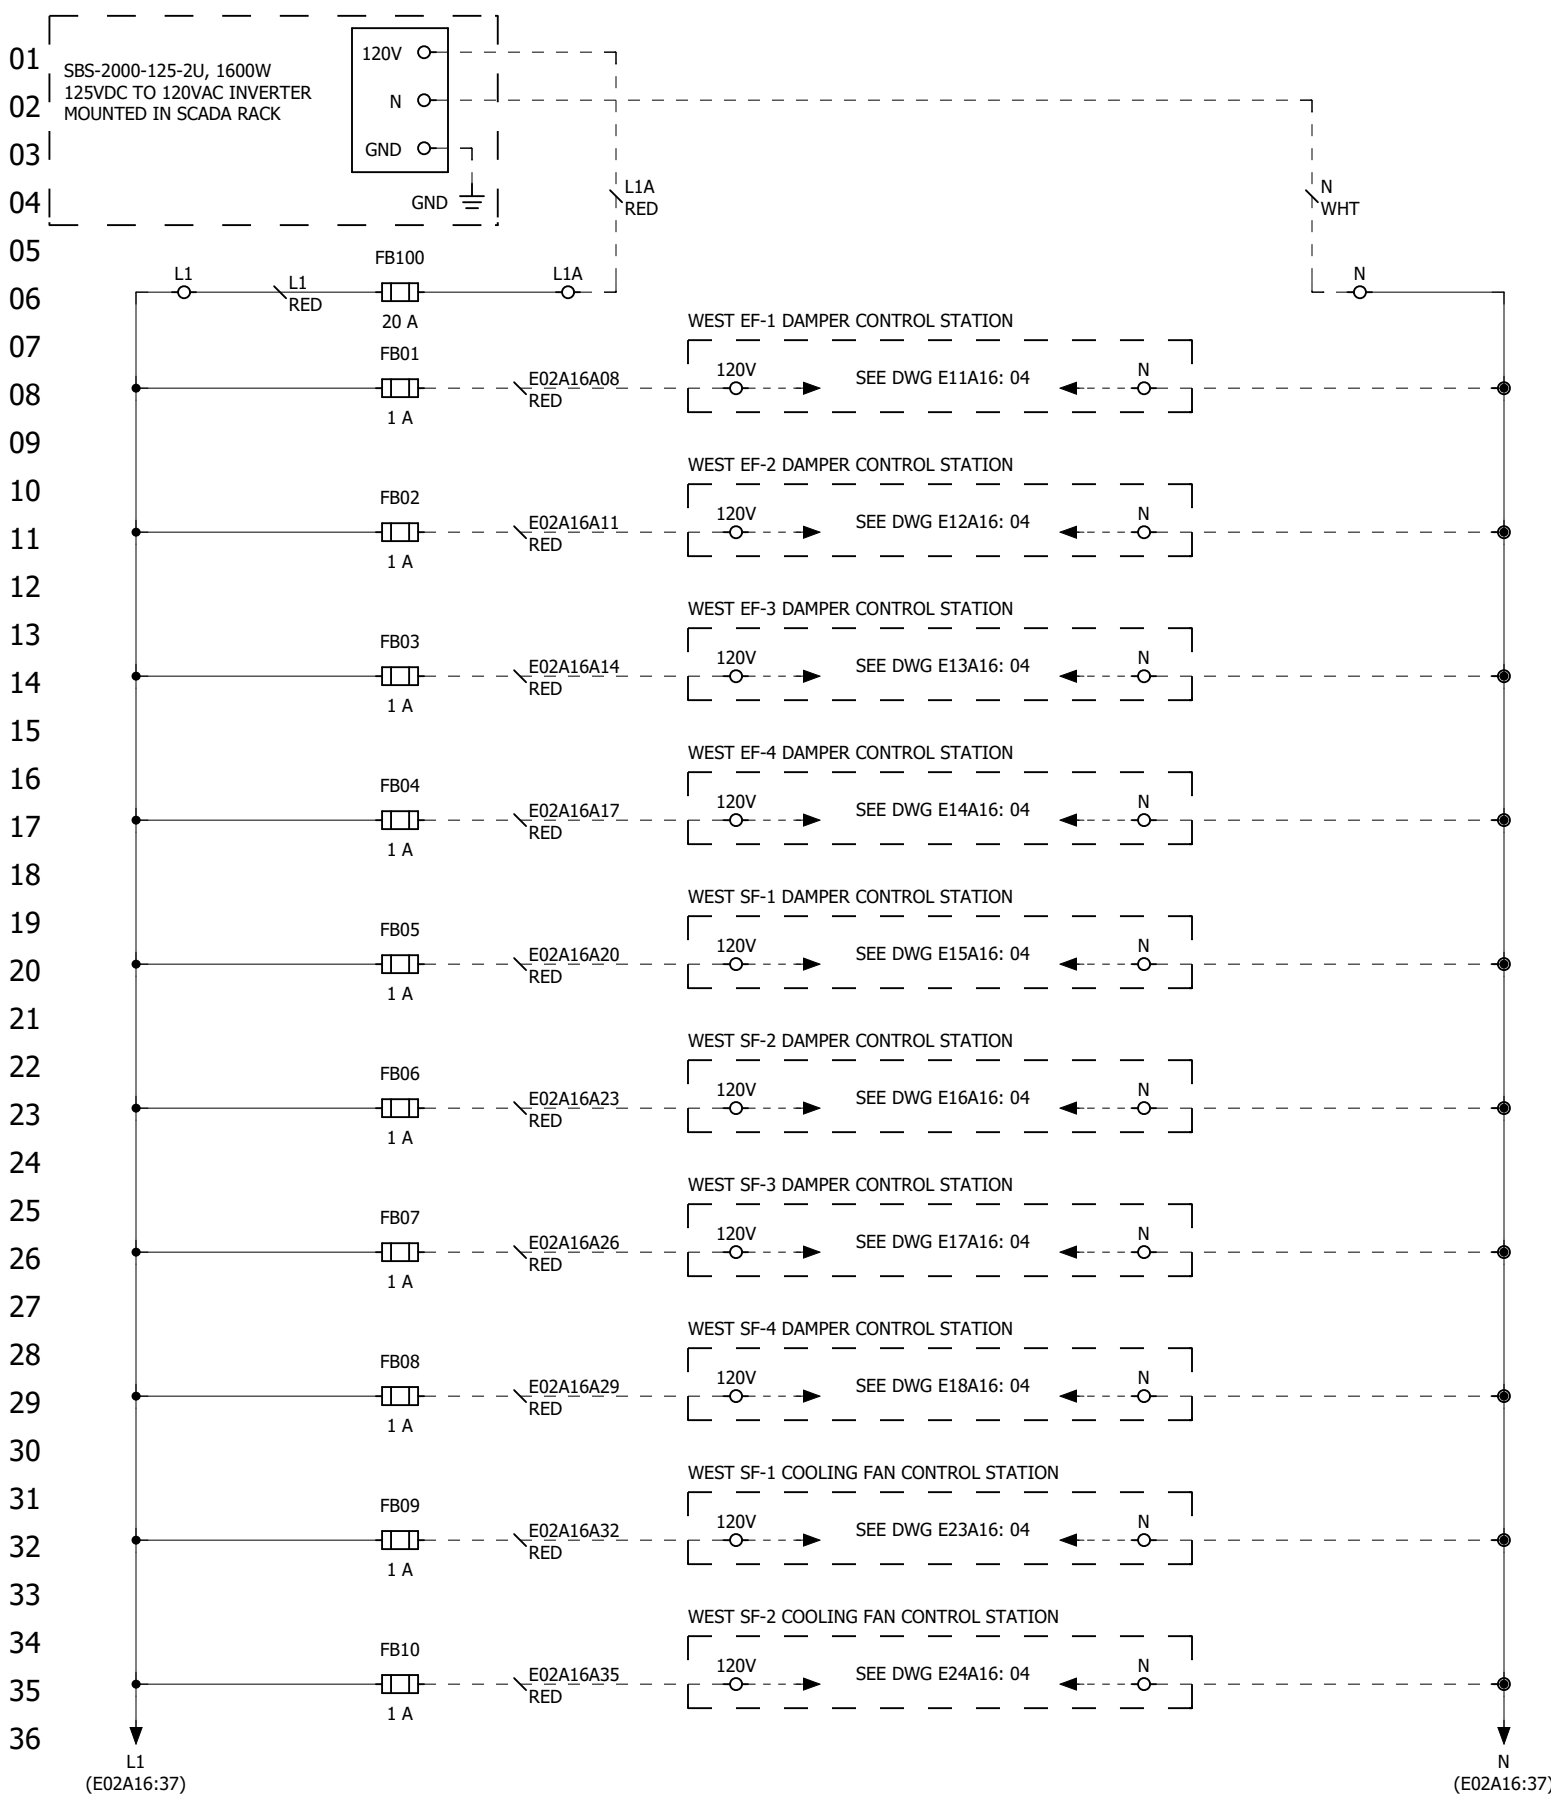 01
120V
SBS-2000-125-2U, 1600W
125VDC TO 120VAC INVERTER
MOUNTED IN SCADA RACK
02
N
03
GND
04
GND
L1A
RED
N
WHT
05
FB100
06
L1
L1
RED
L1A
N
20 A
WEST EF-1 DAMPER CONTROL STATION
07
FB01
08
E02A16A08
RED
120V
SEE DWG E11A16: 04
N
1 A
09
WEST EF-2 DAMPER CONTROL STATION
10
FB02
11
E02A16A11
RED
120V
SEE DWG E12A16: 04
N
1 A
12
WEST EF-3 DAMPER CONTROL STATION
13
FB03
14
E02A16A14
RED
120V
SEE DWG E13A16: 04
N
1 A
15
WEST EF-4 DAMPER CONTROL STATION
16
FB04
17
E02A16A17
RED
120V
SEE DWG E14A16: 04
N
1 A
18
WEST SF-1 DAMPER CONTROL STATION
19
FB05
20
E02A16A20
RED
120V
SEE DWG E15A16: 04
N
1 A
21
WEST SF-2 DAMPER CONTROL STATION
22
FB06
23
E02A16A23
RED
120V
SEE DWG E16A16: 04
N
1 A
24
WEST SF-3 DAMPER CONTROL STATION
25
FB07
26
E02A16A26
RED
120V
SEE DWG E17A16: 04
N
1 A
27
WEST SF-4 DAMPER CONTROL STATION
28
FB08
29
E02A16A29
RED
120V
SEE DWG E18A16: 04
N
1 A
30
WEST SF-1 COOLING FAN CONTROL STATION
31
FB09
32
E02A16A32
RED
120V
SEE DWG E23A16: 04
N
1 A
33
WEST SF-2 COOLING FAN CONTROL STATION
34
FB10
35
E02A16A35
RED
120V
SEE DWG E24A16: 04
N
1 A
36
L1
(E02A16:37)
N
(E02A16:37)